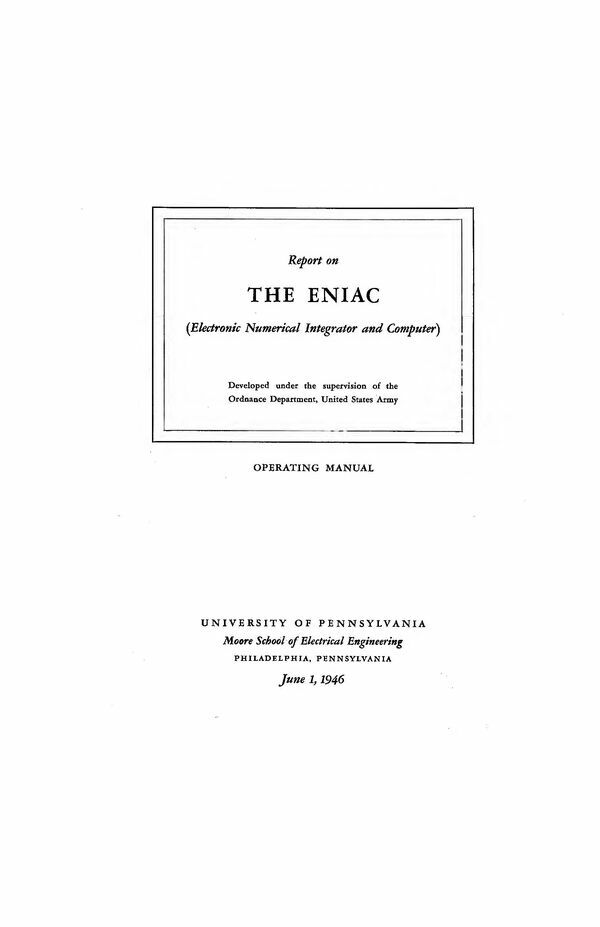 Report on
THE ENIAC
(Electronic Numerical Integrator and Computer)
Developed under the supervision of the
Ordnance Department, United States Army
OPERATING MANUAL
UNIVERSITY OF PENNSYLVANIA
Moore School of Electrical Engineering
PHILADELPHIA, PENNSYLVANIA
June 1, 1946